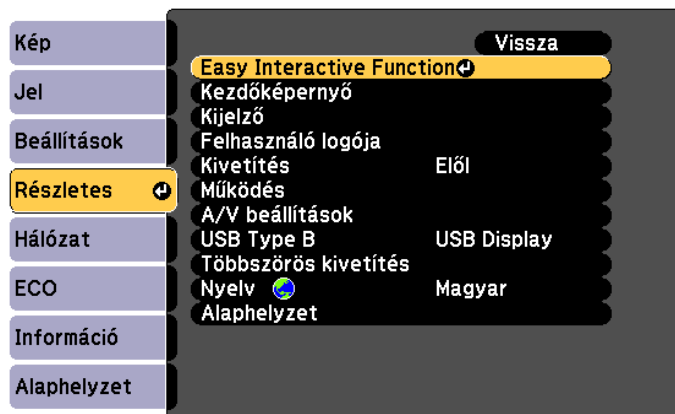 Kép
Jel
Beállítások
Részletes
Hálózat
ECO
Információ
Alaphelyzet
Vissza
Easy Interactive Function
Kezdőképernyő
Kijelző
Felhasználó logója
Kivetítés Elől
Működés
A/V beállítások
USB Type B USB Display
Többszörös kivetítés
Nyelv Magyar
Alaphelyzet